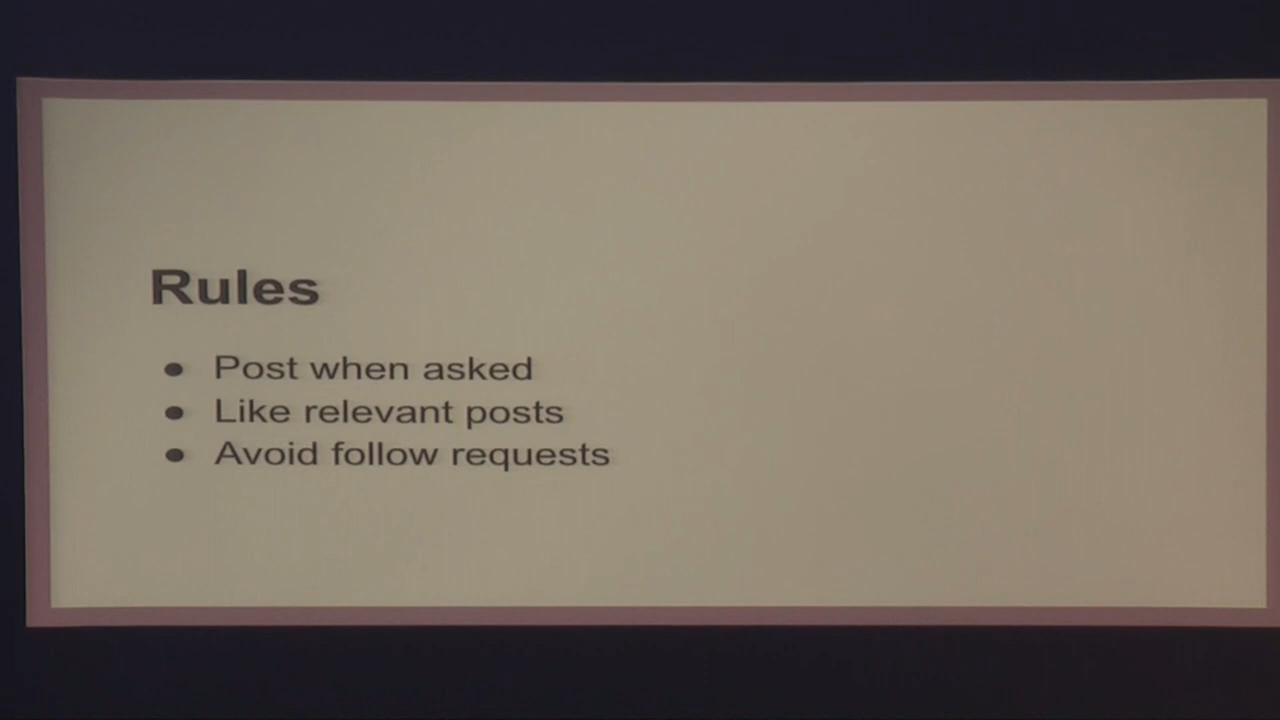 Rules
● Post when asked
● Like relevant posts
● Avoid follow requests